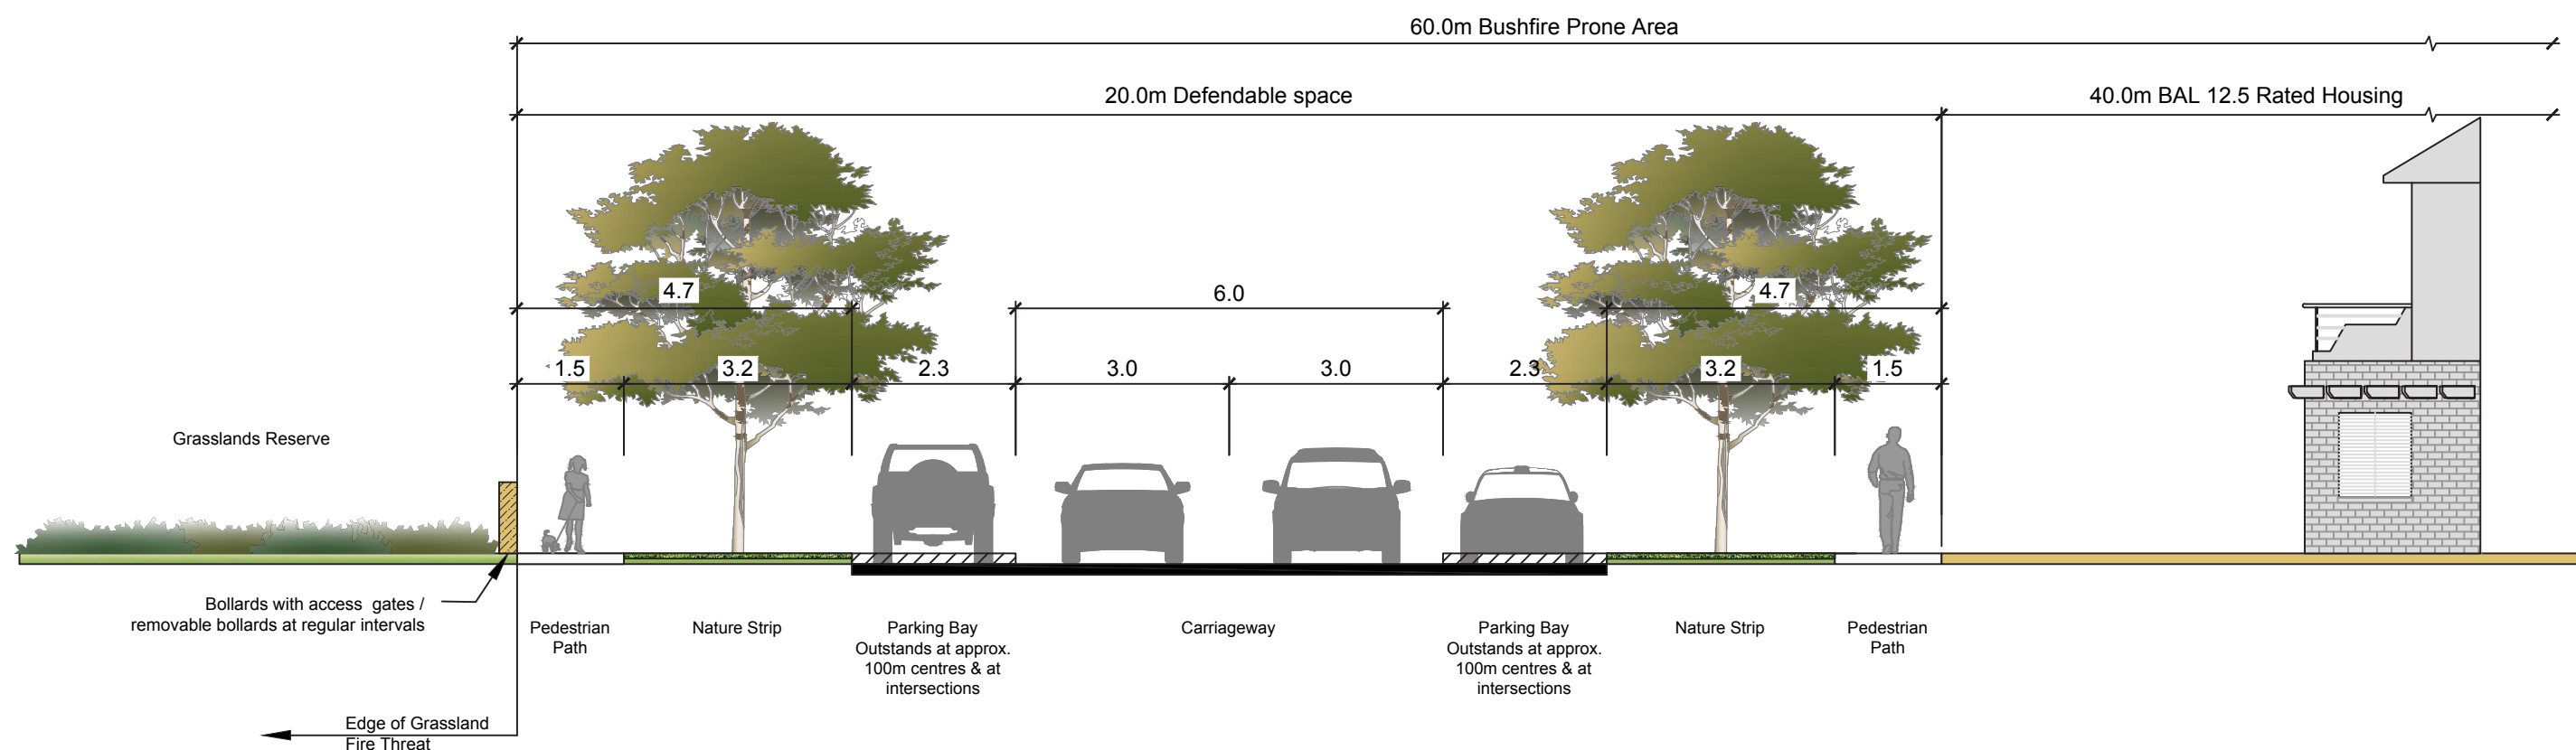 60.0m Bushfire Prone Area
20.0m Defendable space
40.0m BAL 12.5 Rated Housing
4.7
6.0
4.7
1.5
3.2
2.3
3.0
3.0
2.3
3.2
1.5
Grasslands Reserve
Bollards with access gates /
removable bollards at regular intervals
Pedestrian
Path
Nature Strip
Parking Bay
Outstands at approx.
100m centres & at
intersections
Carriageway
Parking Bay
Outstands at approx.
100m centres & at
intersections
Nature Strip
Pedestrian
Path
Edge of Grassland
Fire Threat